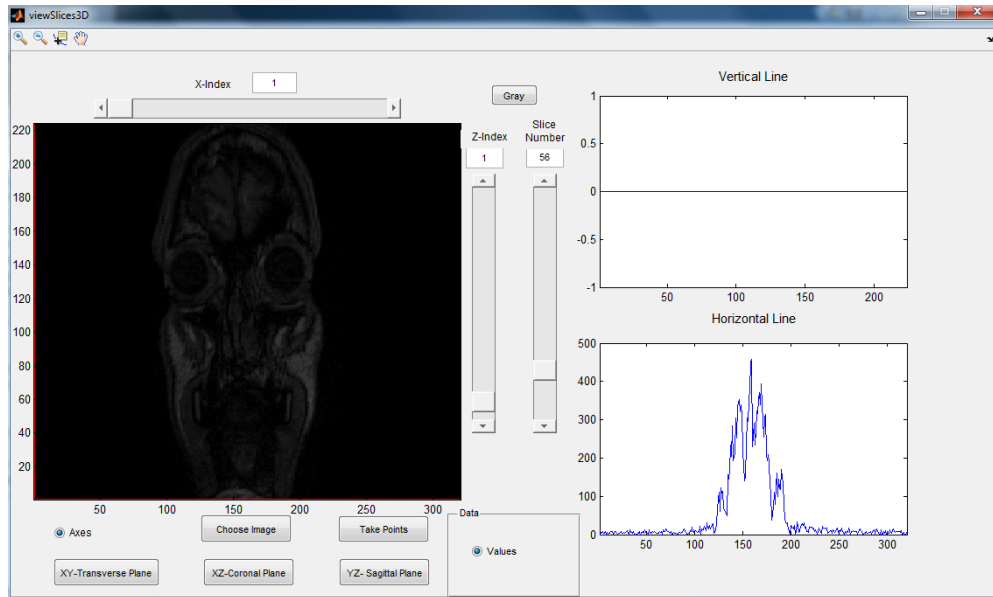 viewSlices3D
X-Index 1
Gray
Z-Index
1
Slice
Number
56
220
200
180
160
140
120
100
80
60
40
20
50 100 150 200 250 300
Vertical Line
1
0.5
0
-0.5
-1
50 100 150 200
Horizontal Line
500
400
300
200
100
0
50 100 150 200 250 300
Axes
Choose Image
Take Points
XY-Transverse Plane
XZ-Coronal Plane
YZ- Sagittal Plane
Data
Values